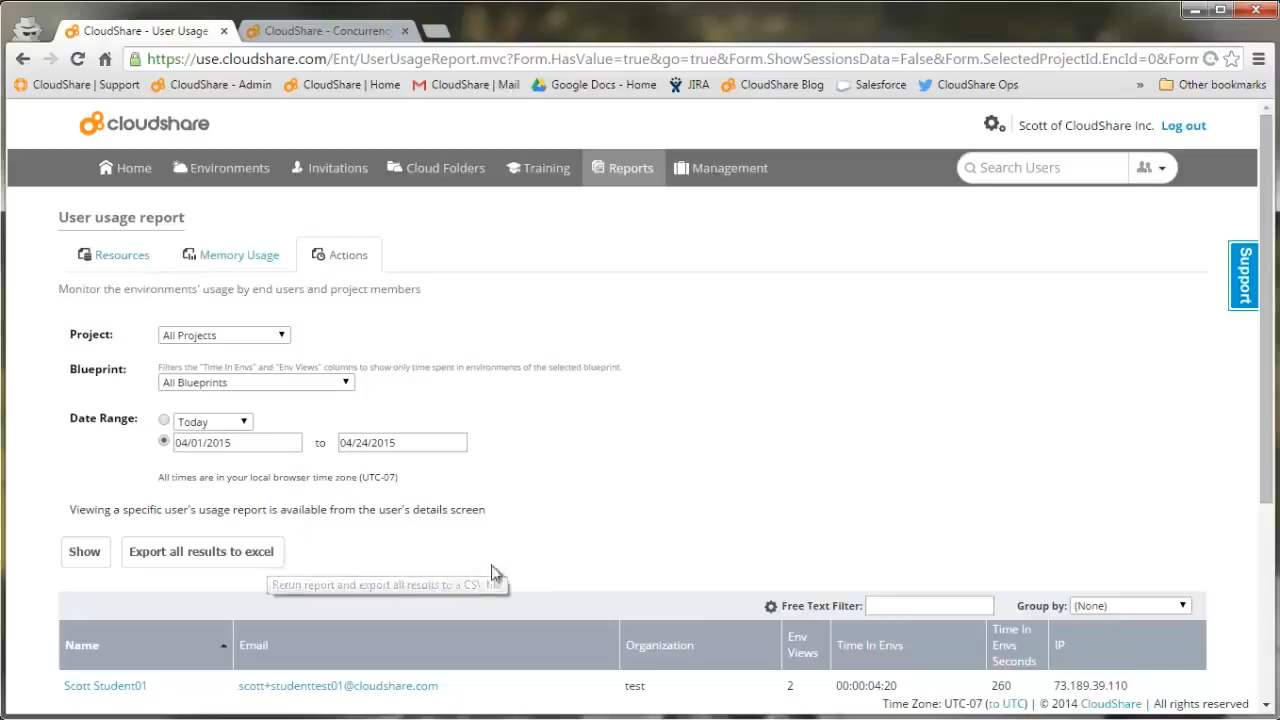 CloudShare - User Usage
CloudShare - Concurrenc
https://use.cloudshare.com/Ent/UserUsageReport.mvc?Form.HasValue=true&go=true&Form.ShowSessionsData=False&Form.SelectedProjectId.EncId=0&Form
CloudShare | Support
CloudShare - Admin
CloudShare | Home
CloudShare | Mail
Google Docs - Home
JIRA
CloudShare Blog
Salesforce
CloudShare Ops
»
Other bookmarks
cloudshare
Scott of CloudShare Inc. Log out
Home
Environments
Invitations
Cloud Folders
Training
Reports
Management
Search Users
User usage report
Resources
Memory Usage
Actions
Support
Monitor the environments' usage by end users and project members
Project: All Projects
Filters the "Time In Envs" and "Env Views" columns to show only time spent in environments of the selected blueprint.
Blueprint: All Blueprints
Date Range: Today
04/01/2015 to 04/24/2015
All times are in your local browser time zone (UTC-07)
Viewing a specific user's usage report is available from the user's details screen
Show
Export all results to excel
Rerun report and export all results to a CSV
Free Text Filter:
Group by: (None)
Name
Email
Organization
Env Views
Time In Envs
Time In Envs Seconds
IP
Scott Student01 scott+studenttest01@cloudshare.com test 2 00:00:04:20 260 73.189.39.110
Time Zone: UTC-07 (to UTC) | © 2014 CloudShare | All rights reserved